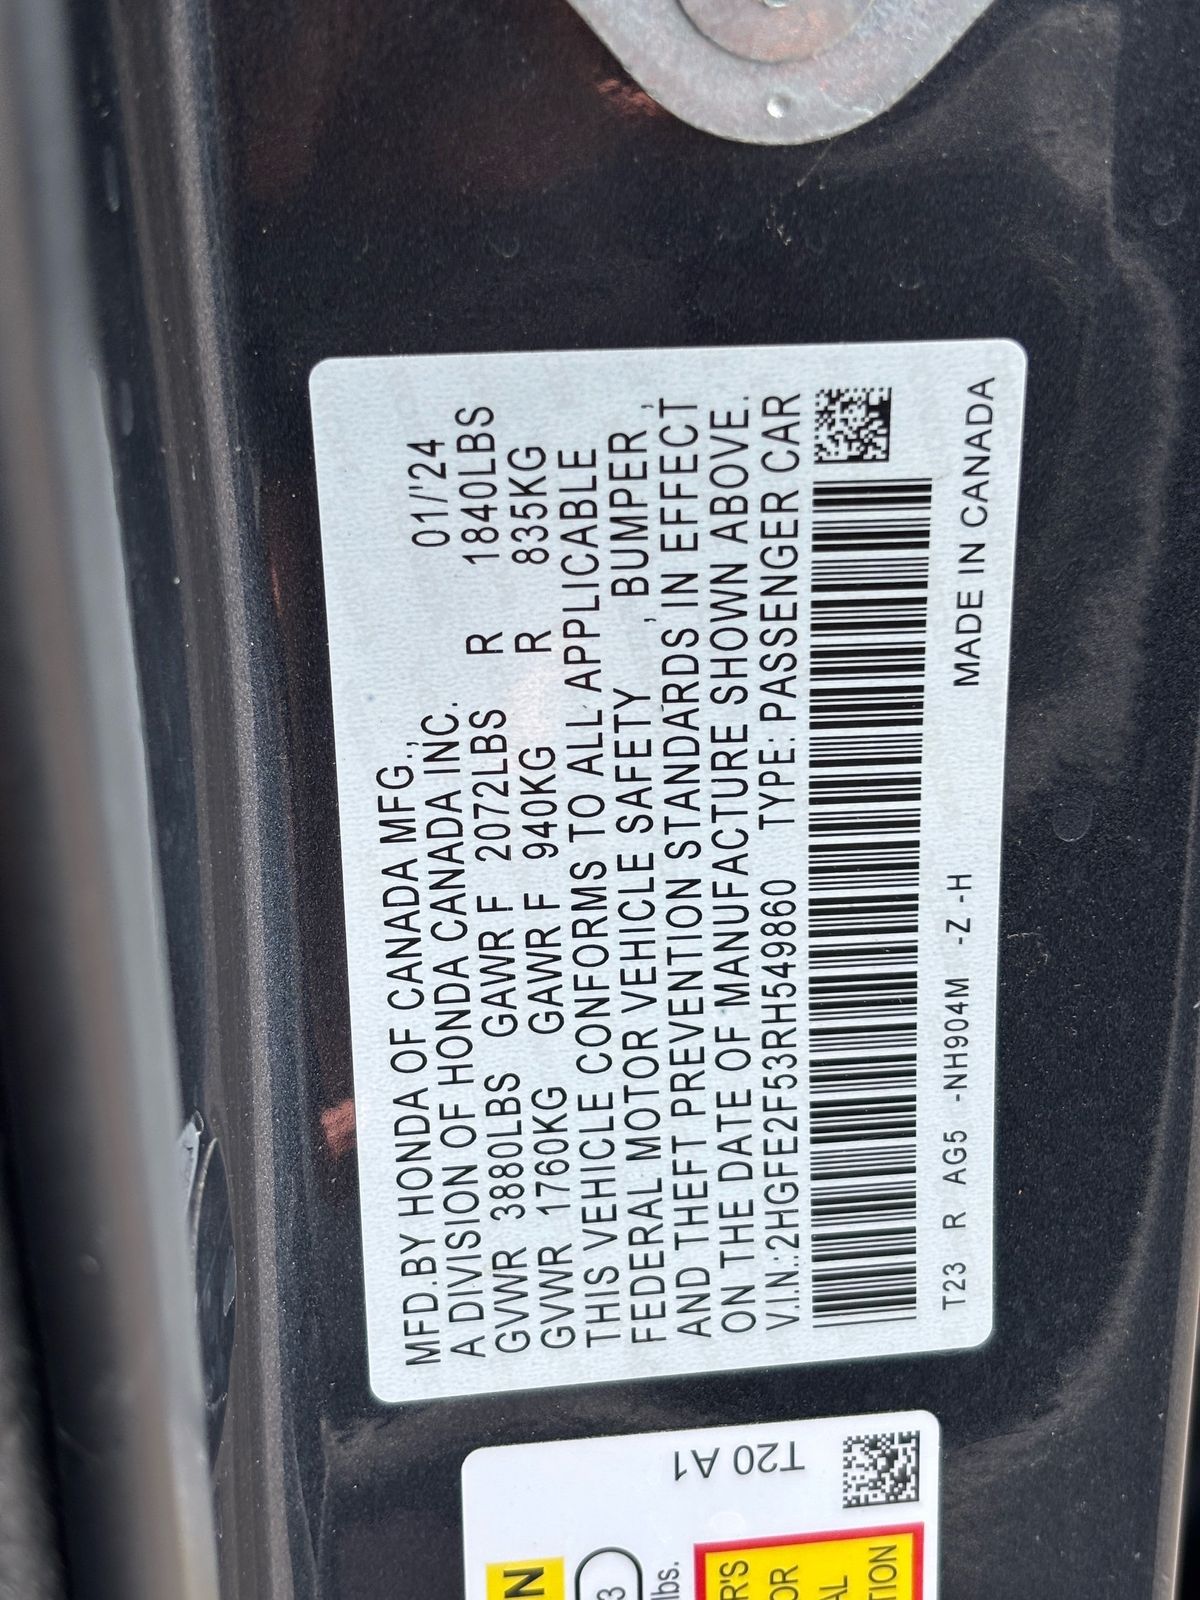 MFD.BY HONDA OF CANADA MFG.,
A DIVISION OF HONDA CANADA INC. 01/'24
GVWR 3880LBS GAWR F 2072LBS R 1840LBS
GVWR 1760KG GAWR F 940KG R 835KG
THIS VEHICLE CONFORMS TO ALL APPLICABLE
FEDERAL MOTOR VEHICLE SAFETY , BUMPER,
AND THEFT PREVENTION STANDARDS IN EFFECT
ON THE DATE OF MANUFACTURE SHOWN ABOVE.
V.I.N.:2HGFE2F53RH549860 TYPE:PASSENGER CAR
T23 R AG5 -NH904M -Z -H MADE IN CANADA
T20 A1
lbs.